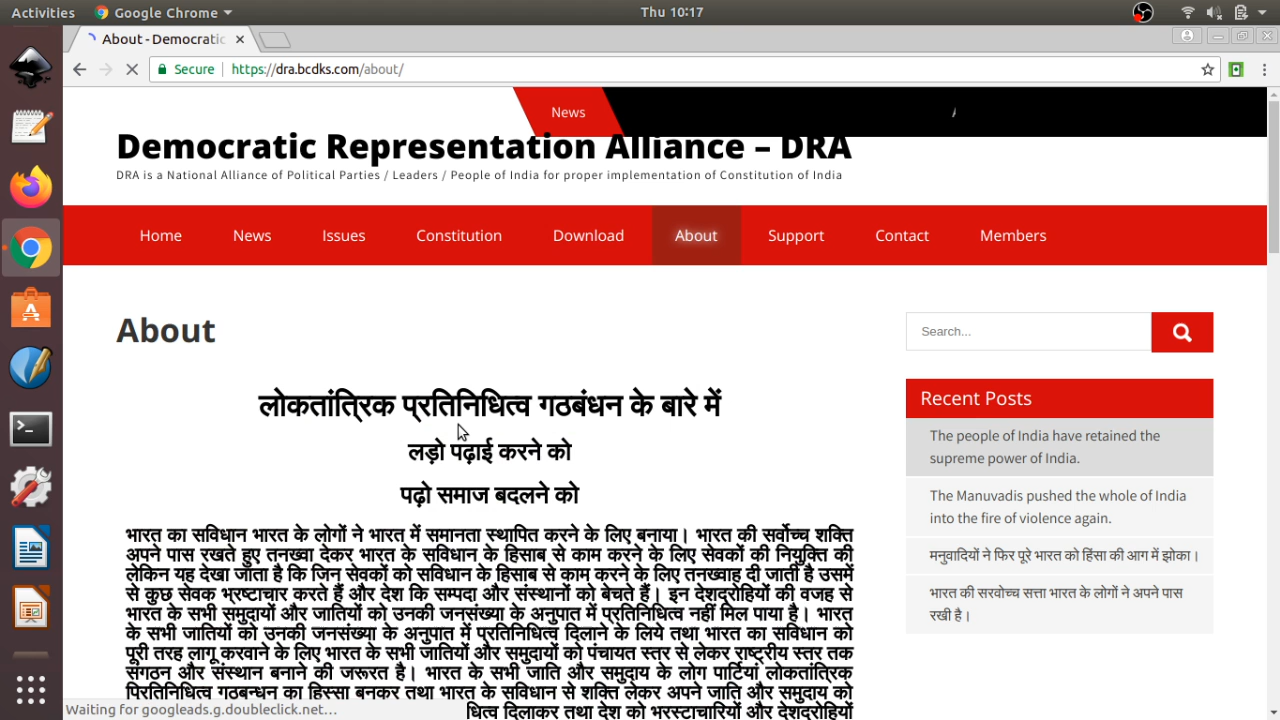 Activities
Google Chrome
Thu 10:17
About - Democratic
Secure
https://dra.bcdks.com/about/
News
Democratic Representation Alliance – DRA
DRA is a National Alliance of Political Parties / Leaders / People of India for proper implementation of Constitution of India
Home News Issues Constitution Download About Support Contact Members
About
लोकतांत्रिक प्रतिनिधित्व गठबंधन के बारे में
लड़ो पढ़ाई करने को
पढ़ो समाज बदलने को
भारत का सविधान भारत के लोगों ने भारत में समानता स्थापित करने के लिए बनाया। भारत की सर्वोच्च शक्ति
अपने पास रखते हुए तनख्वा देकर भारत के सविधान के हिसाब से काम करने के लिए सेवकों की नियुक्ति की
लेकिन यह देखा जाता है कि जिन सेवकों को सविधान के हिसाब से काम करने के लिए तनख्वाह दी जाती है उसमें
से कुछ सेवक भ्रष्टाचार करते हैं और देश कि सम्पदा और संस्थानों को बेचते हैं। इन देशद्रोहियों की वजह से
भारत के सभी समुदायों और जातियों को उनकी जनसंख्या के अनुपात में प्रतिनिधित्व नहीं मिल पाया है। भारत
के सभी जातियों को उनकी जनसंख्या के अनुपात में प्रतिनिधित्व दिलाने के लिये तथा भारत का सविधान को
पूरी तरह लागू करवाने के लिए भारत के सभी जातियों और समुदायों को पंचायत स्तर से लेकर राष्ट्रीय स्तर तक
संगठन और संस्थान बनाने की जरूरत है। भारत के सभी जाति और समुदाय के लोग पार्टियां लोकतांत्रिक
पिरतिनिधित्व गठबन्धन का हिस्सा बनकर तथा भारत के सविधान से शक्ति लेकर अपने जाति और समुदाय को
धित्व दिलाकर तथा देश को भरस्टाचारियों और देशद्रोहियों
Search...
Recent Posts
The people of India have retained the
supreme power of India.
The Manuvadis pushed the whole of India
into the fire of violence again.
मनुवादियों ने फिर पूरे भारत को हिंसा की आग में झोका।
भारत की सरवोच्च सत्ता भारत के लोगों ने अपने पास
रखी है।
Waiting for googleads.g.doubleclick.net...